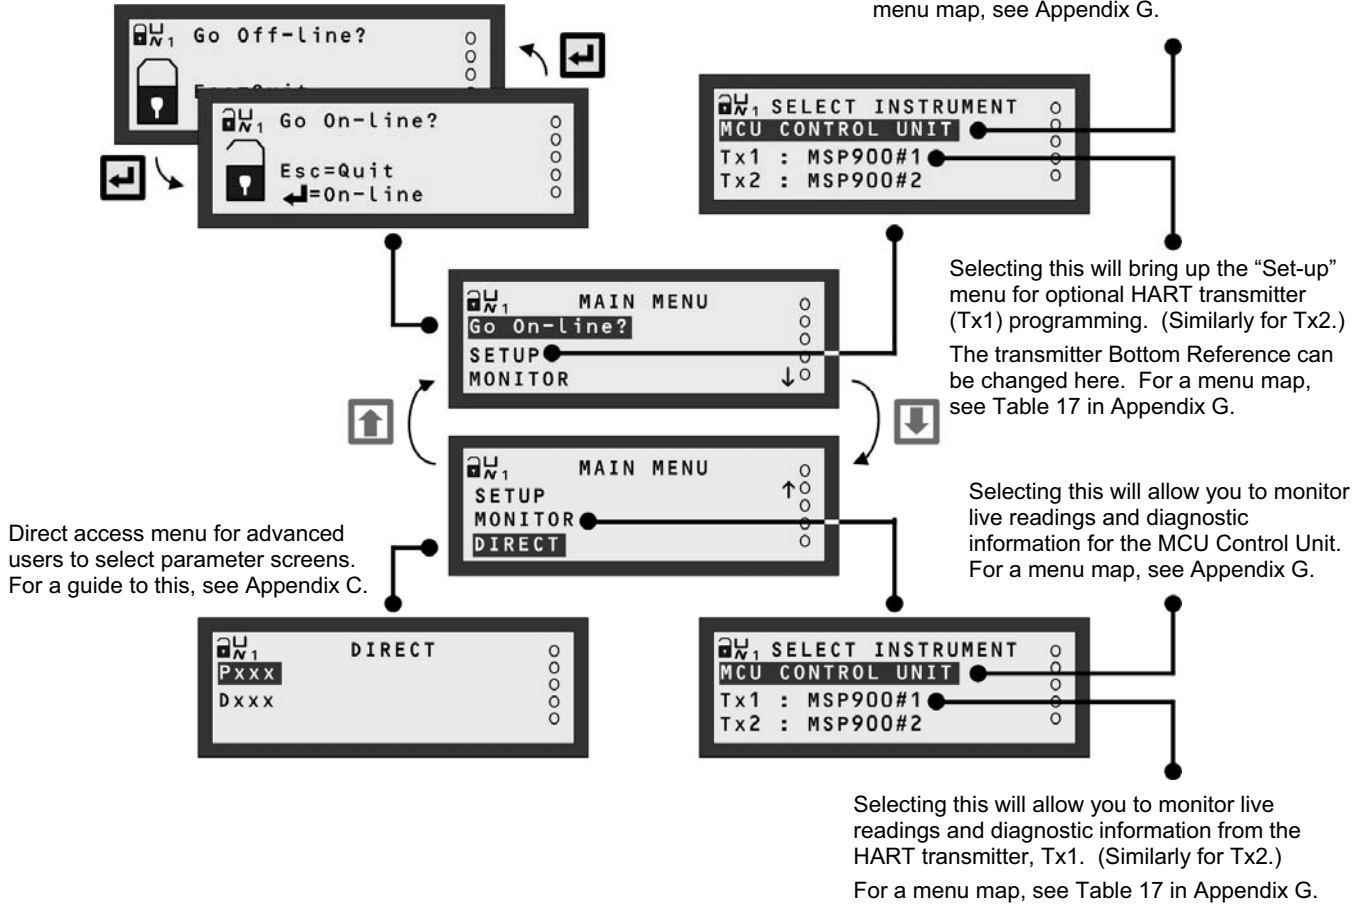 menu map, see Appendix G.
1 Go Off-line?
1 Go On-line?
Esc=Quit
=On-line
1 SELECT INSTRUMENT
MCU CONTROL UNIT
Tx1 : MSP900#1
Tx2 : MSP900#2
Selecting this will bring up the “Set-up”
menu for optional HART transmitter
(Tx1) programming. (Similarly for Tx2.)
The transmitter Bottom Reference can
be changed here. For a menu map,
see Table 17 in Appendix G.
1 MAIN MENU
Go On-line?
SETUP
MONITOR
1 MAIN MENU
SETUP
MONITOR
DIRECT
Selecting this will allow you to monitor
live readings and diagnostic
information for the MCU Control Unit.
For a menu map, see Appendix G.
Direct access menu for advanced
users to select parameter screens.
For a guide to this, see Appendix C.
1 DIRECT
Pxxx
Dxxx
1 SELECT INSTRUMENT
MCU CONTROL UNIT
Tx1 : MSP900#1
Tx2 : MSP900#2
Selecting this will allow you to monitor live
readings and diagnostic information from the
HART transmitter, Tx1. (Similarly for Tx2.)
For a menu map, see Table 17 in Appendix G.